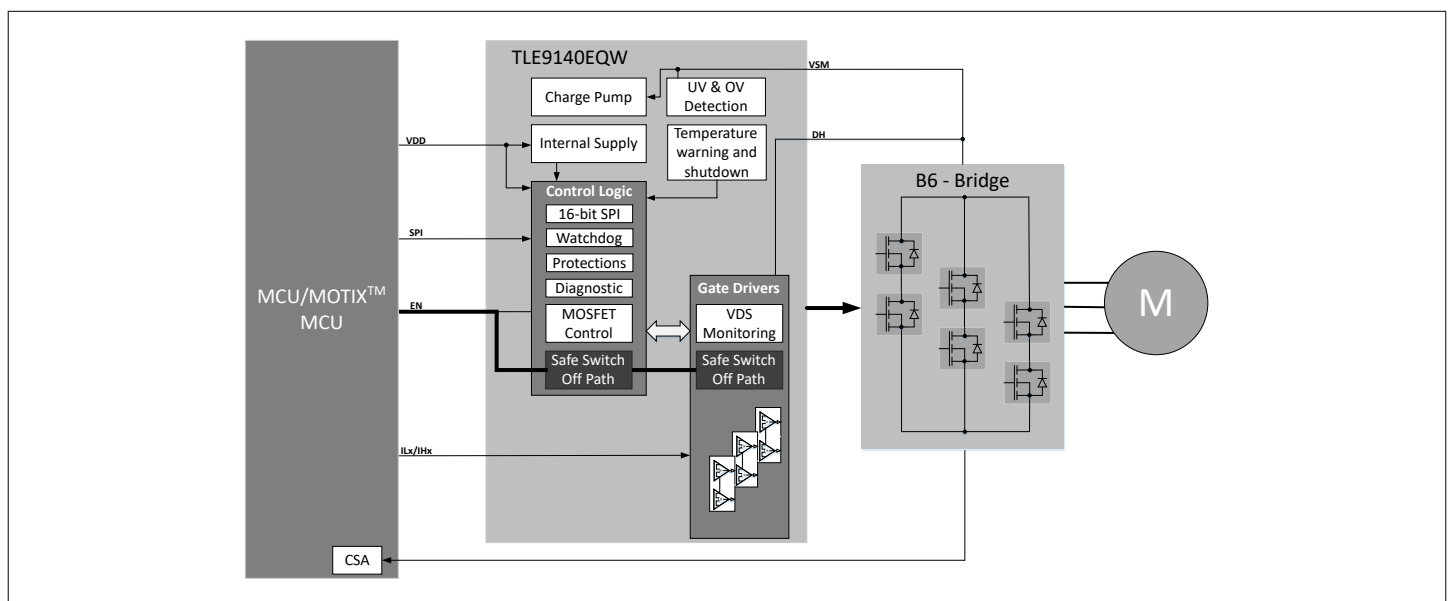 TLE9140EQW
VSM
Charge Pump
UV & OV
Detection
VDD
Internal Supply
Temperature
warning and
shutdown
DH
B6 - Bridge
Control Logic
16-bit SPI
SPI
Watchdog
Protections
Diagnostic
Gate Drivers
MCU/MOTIX™
MCU
EN
MOSFET
Control
VDS
Monitoring
M
Safe Switch
Off Path
Safe Switch
Off Path
ILx/IHx
CSA